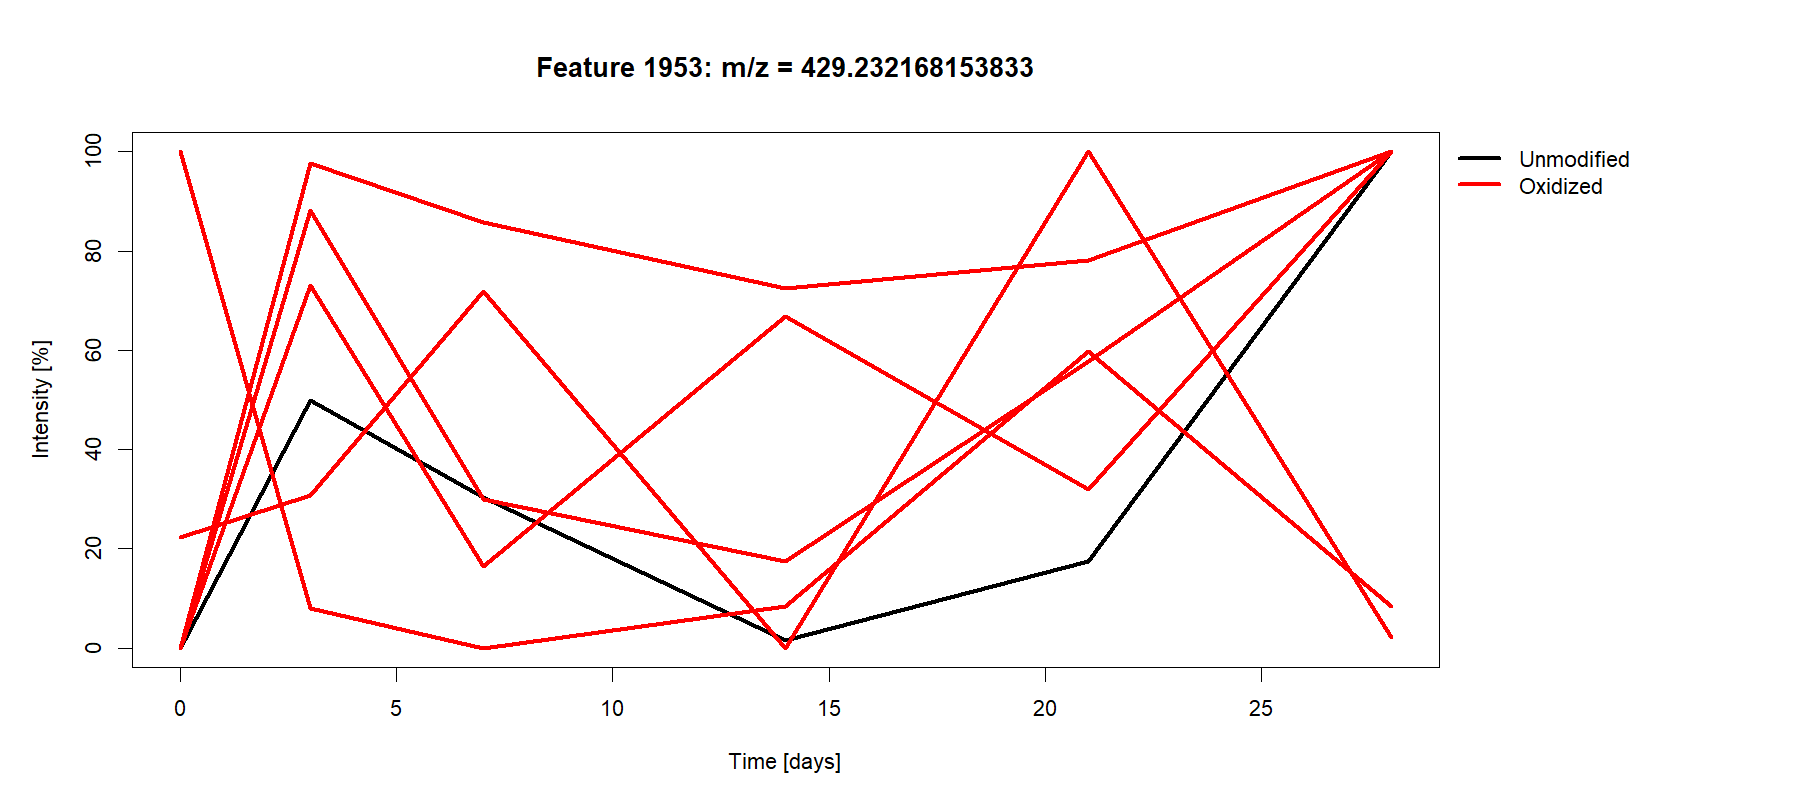 Feature 1953: m/z = 429.232168153833
Unmodified
Oxidized
Intensity [%]
100
80
60
40
20
0
0 5 10 15 20 25
Time [days]